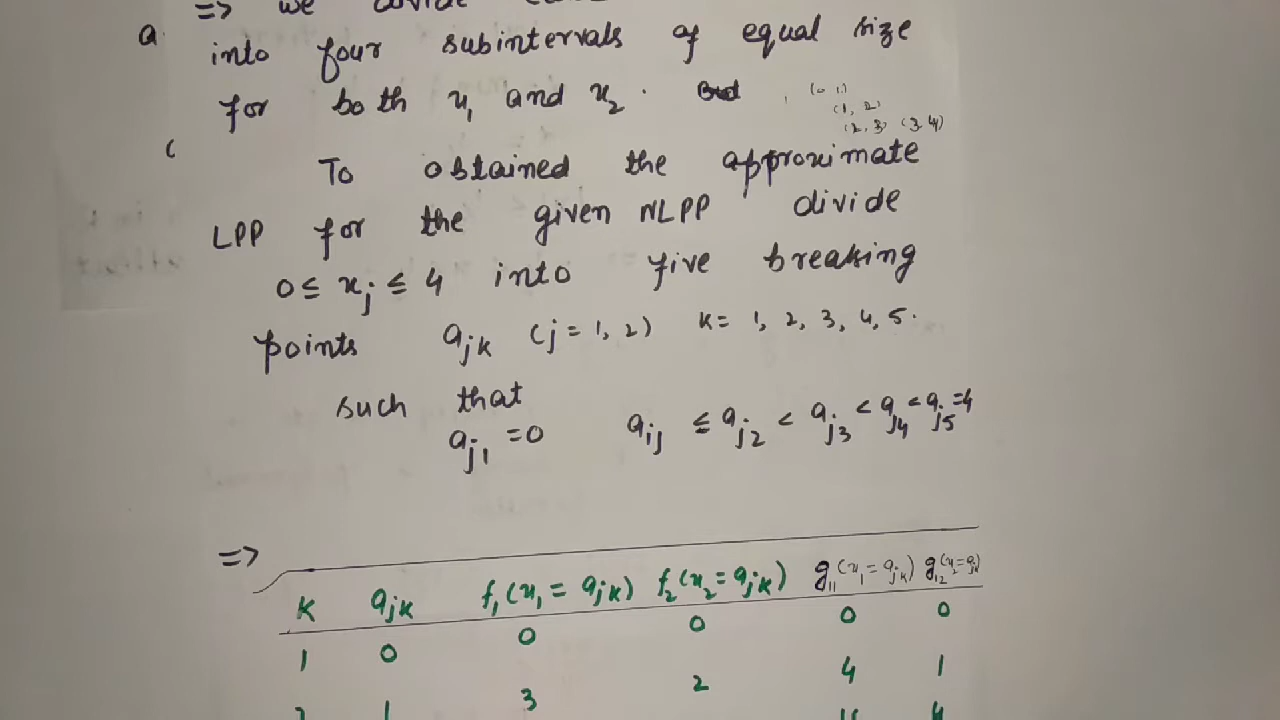 => we divide
a into four subintervals of equal size
for both x₁ and x₂.
(0 1)
(1, 2)
(2, 3) (3 4)
(
To obtained the approximate
LPP for the given NLPP divide
0 ≤ xⱼ ≤ 4 into five breaking
points aⱼₖ (j = 1, 2) K = 1, 2, 3, 4, 5.
such that
aⱼ₁ = 0 aᵢⱼ ≤ aⱼ₂ < aⱼ₃ < aⱼ₄ < aⱼ₅ = 4
=>
K aⱼₖ f₁(x₁ = aⱼₖ) f₂(x₂ = aⱼₖ) g₁₁(x₁ = aⱼₖ) g₁₂(x₂ = aⱼₖ)
1 0 0 0 0 0
2 1 3 2 4 1
16 4